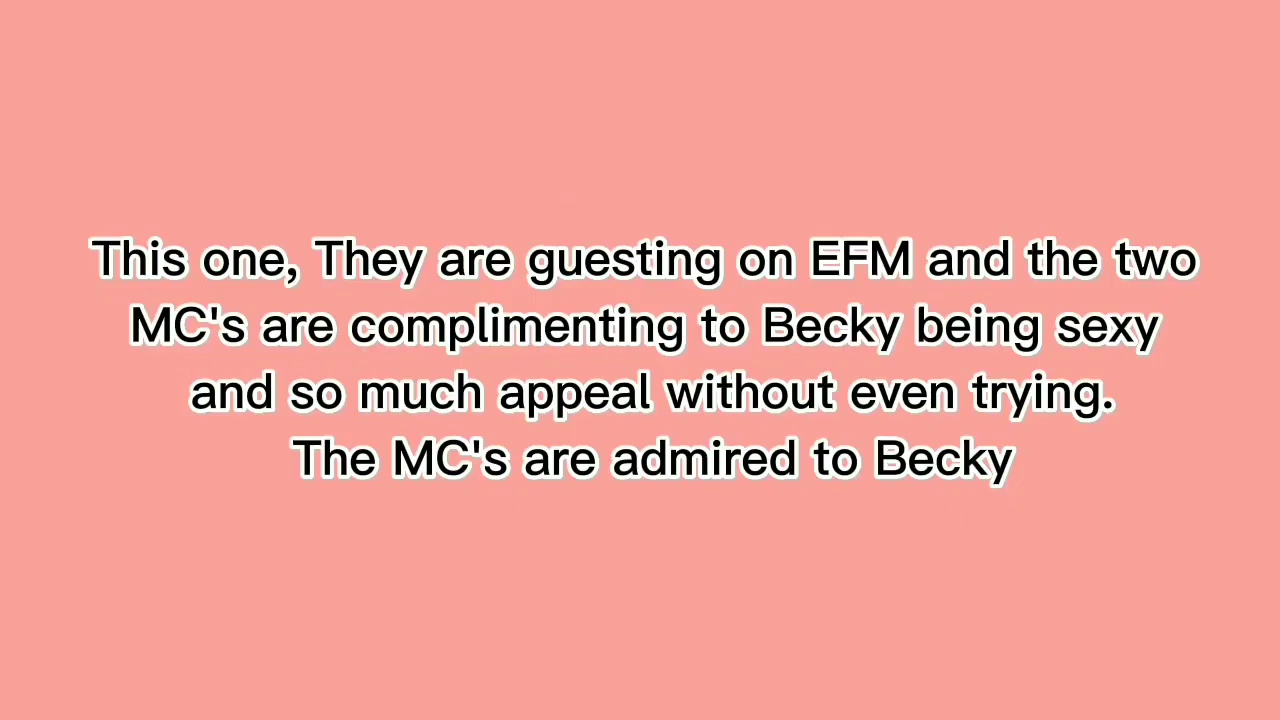 This one, They are guesting on EFM and the two
MC's are complimenting to Becky being sexy
and so much appeal without even trying.
The MC's are admired to Becky